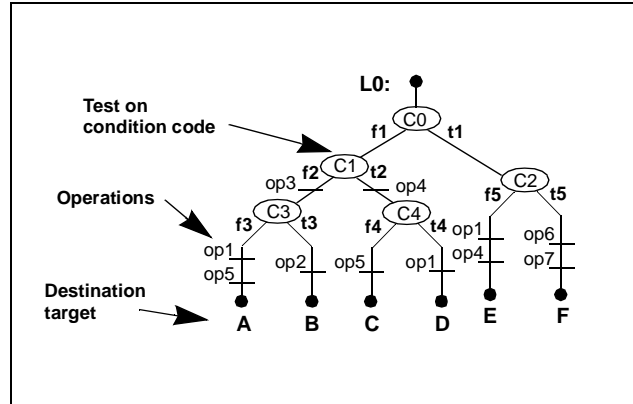 L0:
C0
Test on
condition code
f1 t1
C1
f2 t2
C2
op3 op4
f5 t5
Operations
C3 C4
f3 t3 f4 t4
op1 op6
op1 op4 op7
op5 op2 op5 op1
Destination
target
A B C D E F